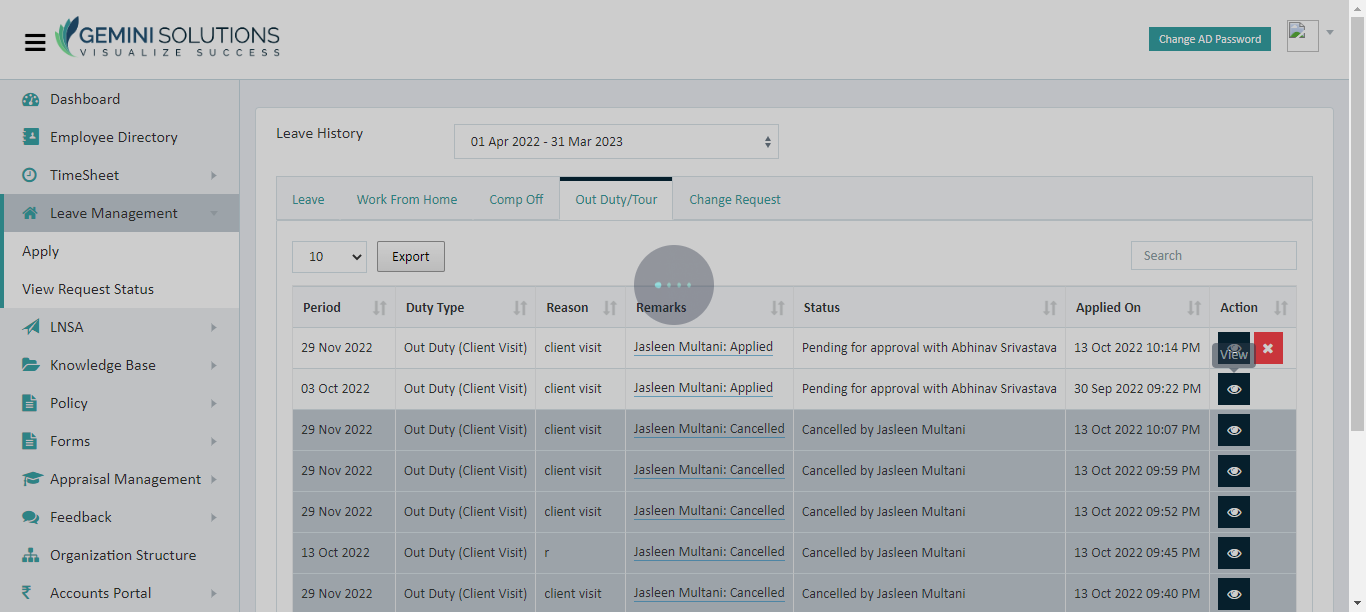 GEMINI SOLUTIONS
VISUALIZE SUCCESS
Change AD Password
Dashboard
Employee Directory
TimeSheet
Leave Management
Apply
View Request Status
LNSA
Knowledge Base
Policy
Forms
Appraisal Management
Feedback
Organization Structure
Accounts Portal
Leave History
01 Apr 2022 - 31 Mar 2023
Leave Work From Home Comp Off Out Duty/Tour Change Request
10 Export Search
Period Duty Type Reason Remarks Status Applied On Action
29 Nov 2022 Out Duty (Client Visit) client visit Jasleen Multani: Applied Pending for approval with Abhinav Srivastava 13 Oct 2022 10:14 PM
View
03 Oct 2022 Out Duty (Client Visit) client visit Jasleen Multani: Applied Pending for approval with Abhinav Srivastava 30 Sep 2022 09:22 PM
29 Nov 2022 Out Duty (Client Visit) client visit Jasleen Multani: Cancelled Cancelled by Jasleen Multani 13 Oct 2022 10:07 PM
29 Nov 2022 Out Duty (Client Visit) client visit Jasleen Multani: Cancelled Cancelled by Jasleen Multani 13 Oct 2022 09:59 PM
29 Nov 2022 Out Duty (Client Visit) client visit Jasleen Multani: Cancelled Cancelled by Jasleen Multani 13 Oct 2022 09:52 PM
13 Oct 2022 Out Duty (Client Visit) r Jasleen Multani: Cancelled Cancelled by Jasleen Multani 13 Oct 2022 09:45 PM
29 Nov 2022 Out Duty (Client Visit) client visit Jasleen Multani: Cancelled Cancelled by Jasleen Multani 13 Oct 2022 09:40 PM